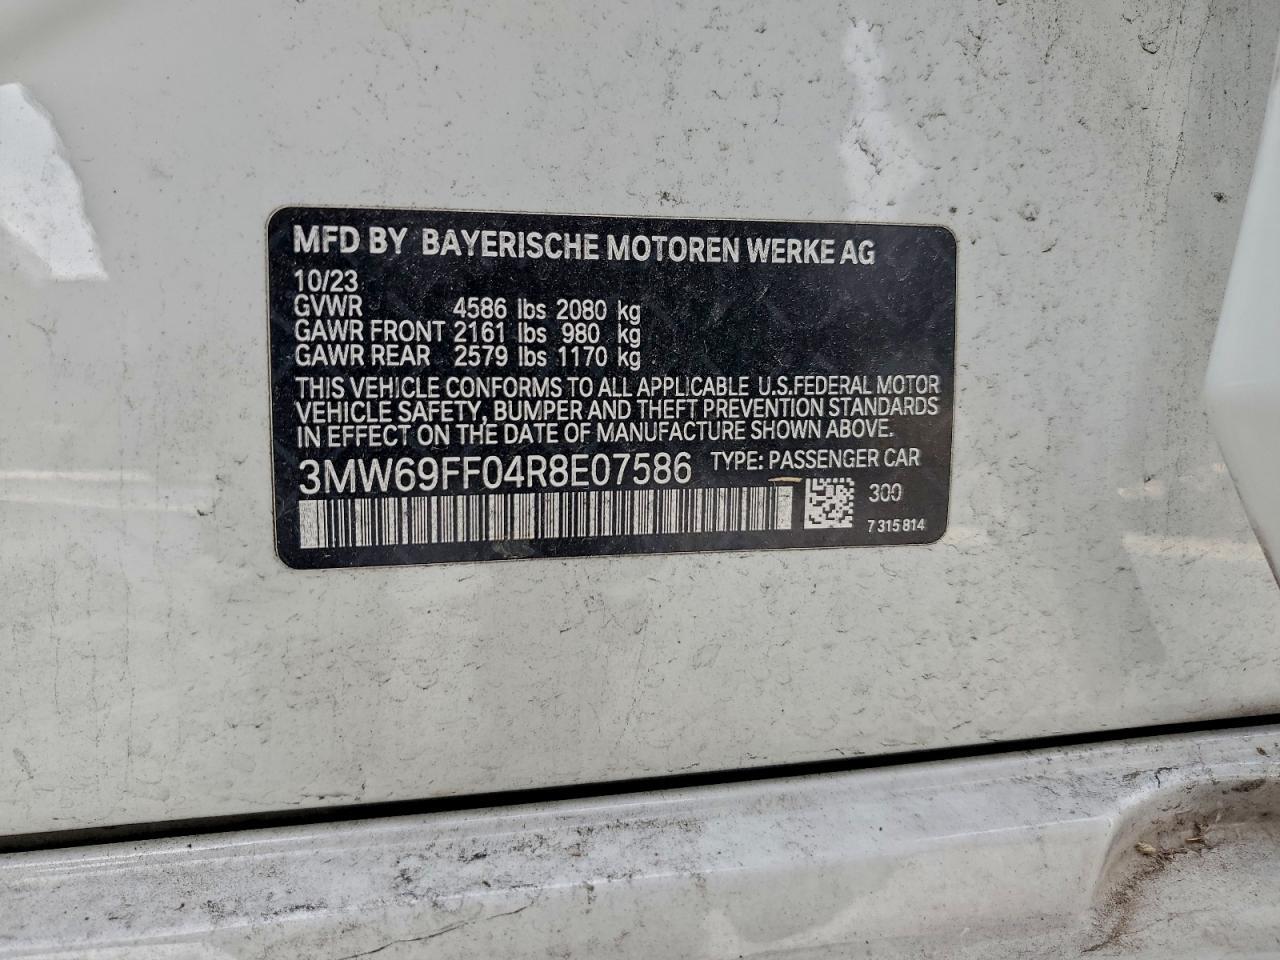 MFD BY BAYERISCHE MOTOREN WERKE AG
10/23
GVWR 4586 lbs 2080 kg
GAWR FRONT 2161 lbs 980 kg
GAWR REAR 2579 lbs 1170 kg
THIS VEHICLE CONFORMS TO ALL APPLICABLE U.S.FEDERAL MOTOR
VEHICLE SAFETY, BUMPER AND THEFT PREVENTION STANDARDS
IN EFFECT ON THE DATE OF MANUFACTURE SHOWN ABOVE.
3MW69FF04R8E07586 TYPE: PASSENGER CAR
300
7 315 814